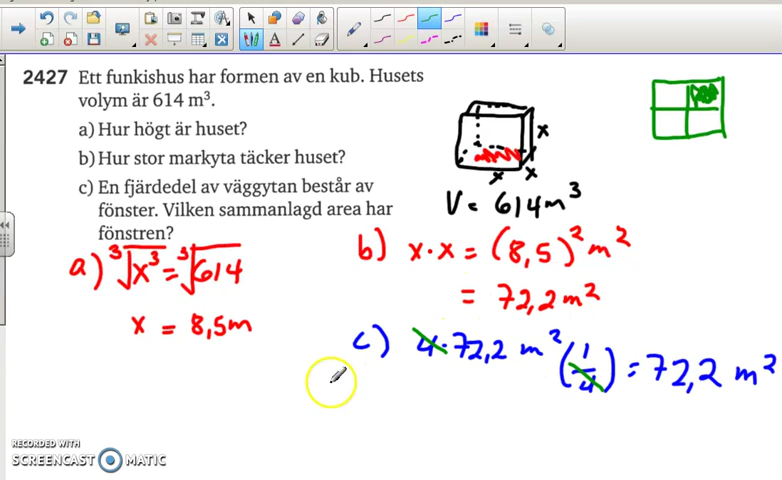 2427 Ett funkishus har formen av en kub. Husets
volym är 614 m³.
a) Hur högt är huset?
b) Hur stor markyta täcker huset?
c) En fjärdedel av väggytan består av
fönster. Vilken sammanlagd area har
fönstren?
x
x
x
V = 614m³
a) ³√x³ = ³√614
x = 8,5m
b) x·x = (8,5)² m²
= 72,2 m²
c) 4·72,2 m² (1/4) = 72,2 m²
RECORDED WITH
SCREENCAST MATIC